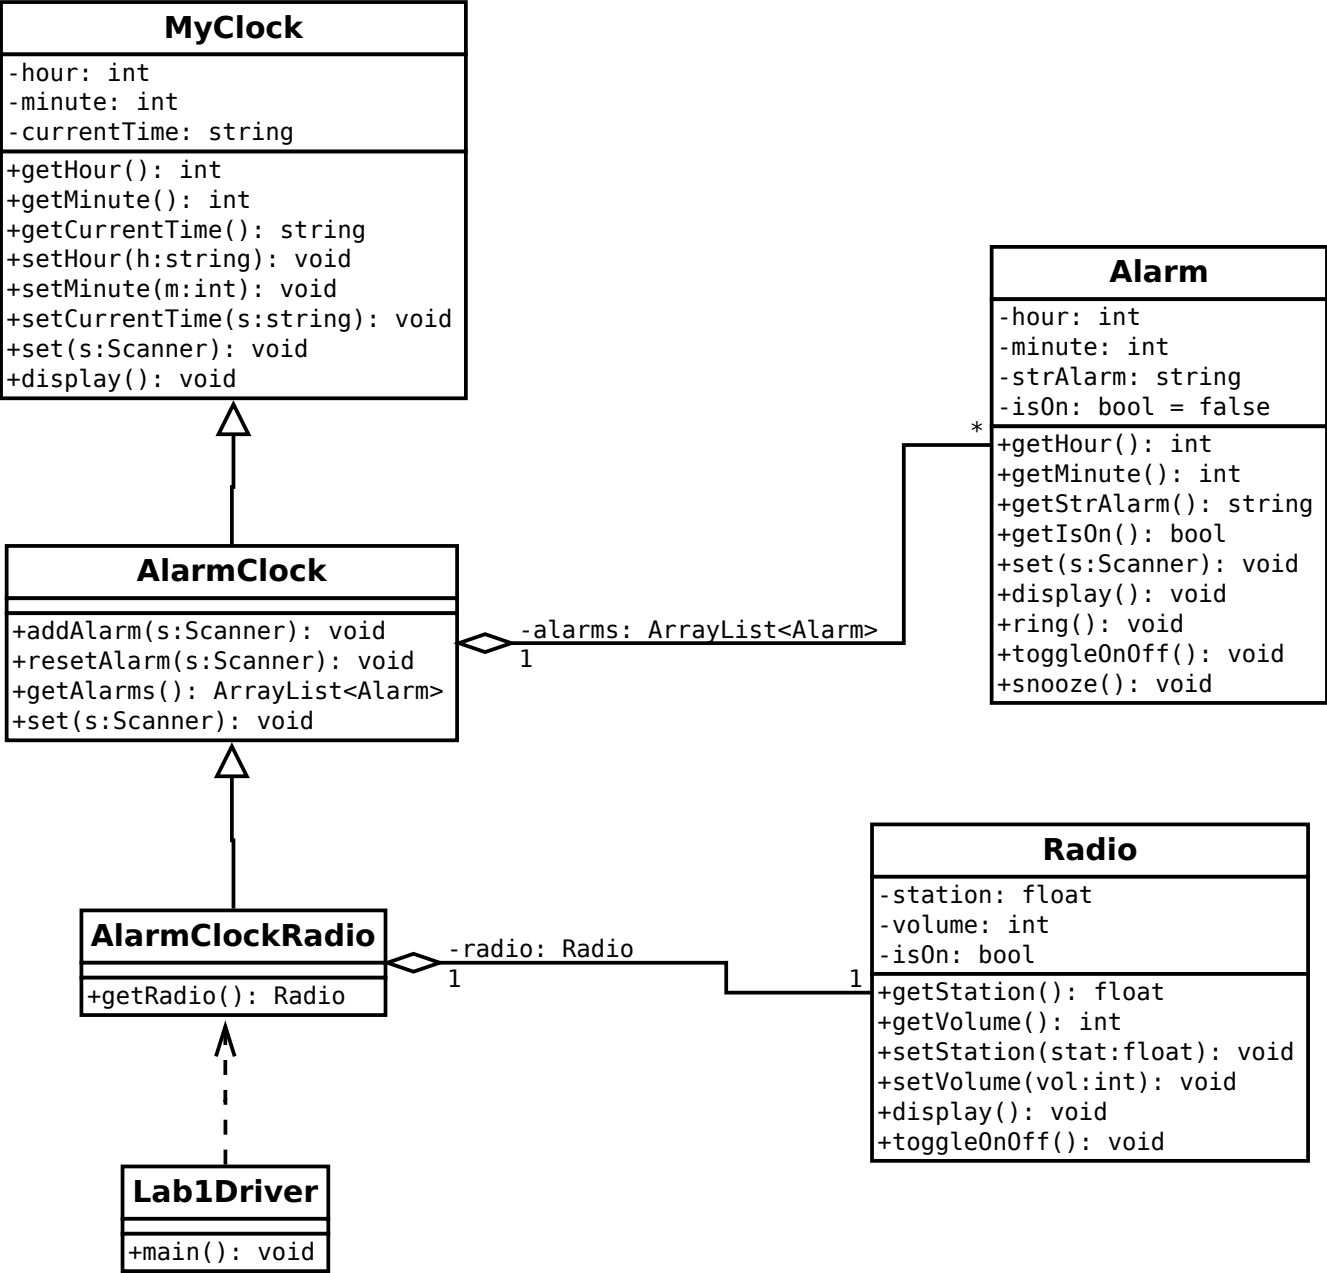 MyClock
-hour: int
-minute: int
-currentTime: string
+getHour(): int
+getMinute(): int
+getCurrentTime(): string
+setHour(h:string): void
+setMinute(m:int): void
+setCurrentTime(s:string): void
+set(s:Scanner): void
+display(): void
Alarm
-hour: int
-minute: int
-strAlarm: string
-isOn: bool = false
+getHour(): int
+getMinute(): int
+getStrAlarm(): string
+getIsOn(): bool
+set(s:Scanner): void
+display(): void
+ring(): void
+toggleOnOff(): void
+snooze(): void
*
AlarmClock
+addAlarm(s:Scanner): void
+resetAlarm(s:Scanner): void
+getAlarms(): ArrayList<Alarm>
+set(s:Scanner): void
-alarms: ArrayList<Alarm>
1
Radio
-station: float
-volume: int
-isOn: bool
+getStation(): float
+getVolume(): int
+setStation(stat:float): void
+setVolume(vol:int): void
+display(): void
+toggleOnOff(): void
AlarmClockRadio
+getRadio(): Radio
-radio: Radio
1
1
Lab1Driver
+main(): void